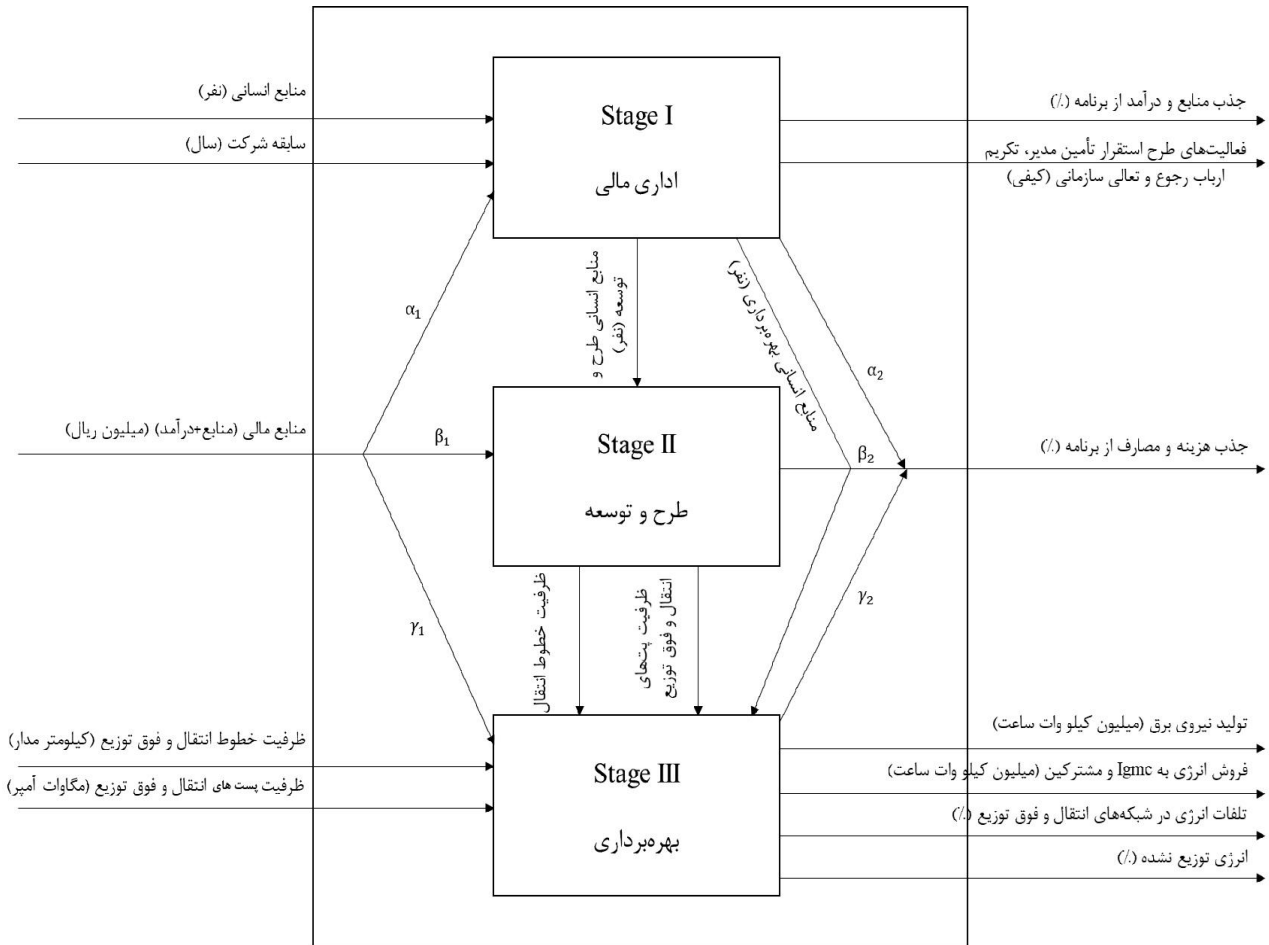 منابع انسانی (نفر)
سابقه شرکت (سال)
Stage I
اداری مالی
جذب منابع و درآمد از برنامه (٪)
فعالیت‌های طرح استقرار تأمین مدیر، تکریم
ارباب رجوع و تعالی سازمانی (کیفی)
α₁
منابع انسانی طرح و
توسعه (نفر)
منابع انسانی بهره‌برداری (نفر)
α₂
منابع مالی (منابع+درآمد) (میلیون ریال)
β₁
Stage II
طرح و توسعه
β₂
جذب هزینه و مصارف از برنامه (٪)
γ₁
ظرفیت خطوط انتقال
ظرفیت پت‌های
انتقال و فوق توزیع
γ₂
ظرفیت خطوط انتقال و فوق توزیع (کیلومتر مدار)
ظرفیت پست های انتقال و فوق توزیع (مگاوات آمپر)
Stage III
بهره‌برداری
تولید نیروی برق (میلیون کیلو وات ساعت)
فروش انرژی به Igmc و مشترکین (میلیون کیلو وات ساعت)
تلفات انرژی در شبکه‌های انتقال و فوق توزیع (٪)
انرژی توزیع نشده (٪)